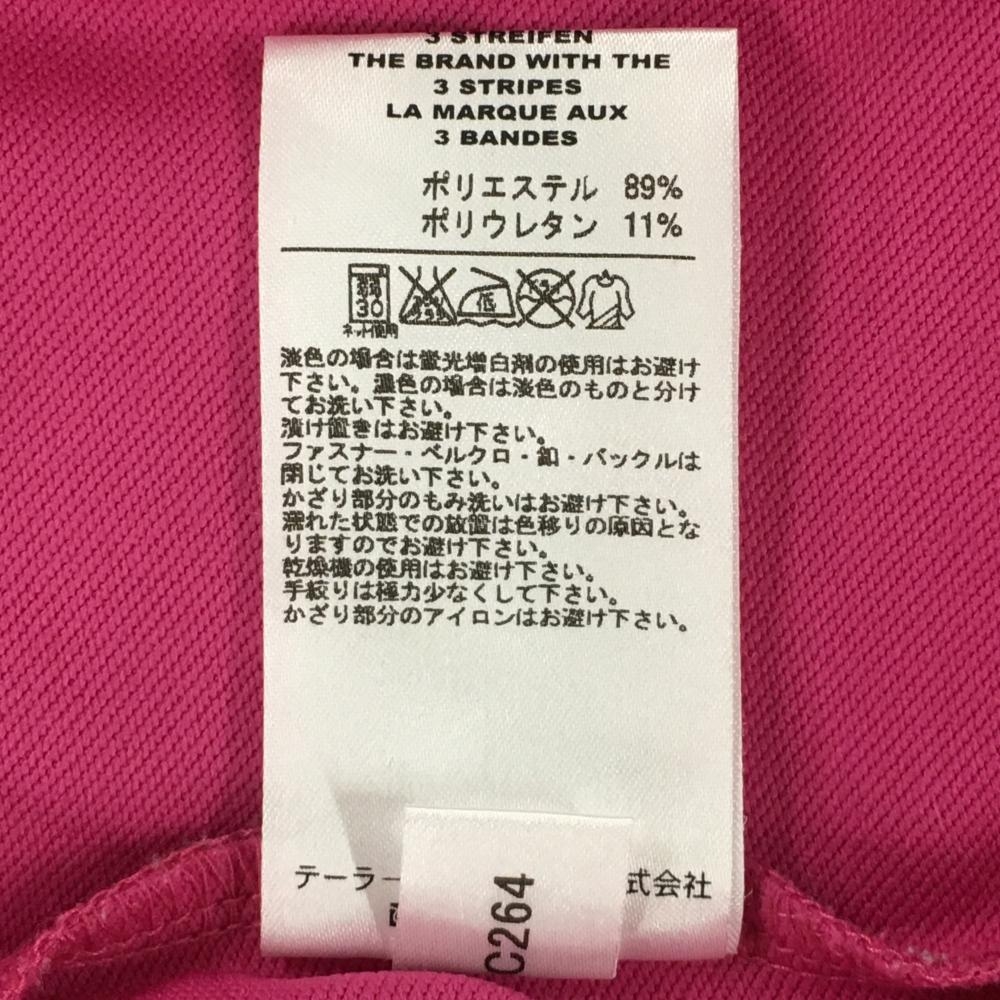 3 STREIFEN
THE BRAND WITH THE
3 STRIPES
LA MARQUE AUX
3 BANDES
ポリエステル 89%
ポリウレタン 11%
30
低
ネット使用
淡色の場合は蛍光増白剤の使用はお避け
下さい。濃色の場合は淡色のものと分け
てお洗い下さい。
漬け置きはお避け下さい。
ファスナー・ベルクロ・釦・バックルは
閉じてお洗い下さい。
かざり部分のもみ洗いはお避け下さい。
濡れた状態での放置は色移りの原因とな
りますのでお避け下さい。
乾燥機の使用はお避け下さい。
手絞りは極力少なくして下さい。
かざり部分のアイロンはお避け下さい。
テーラー
式会社
C264